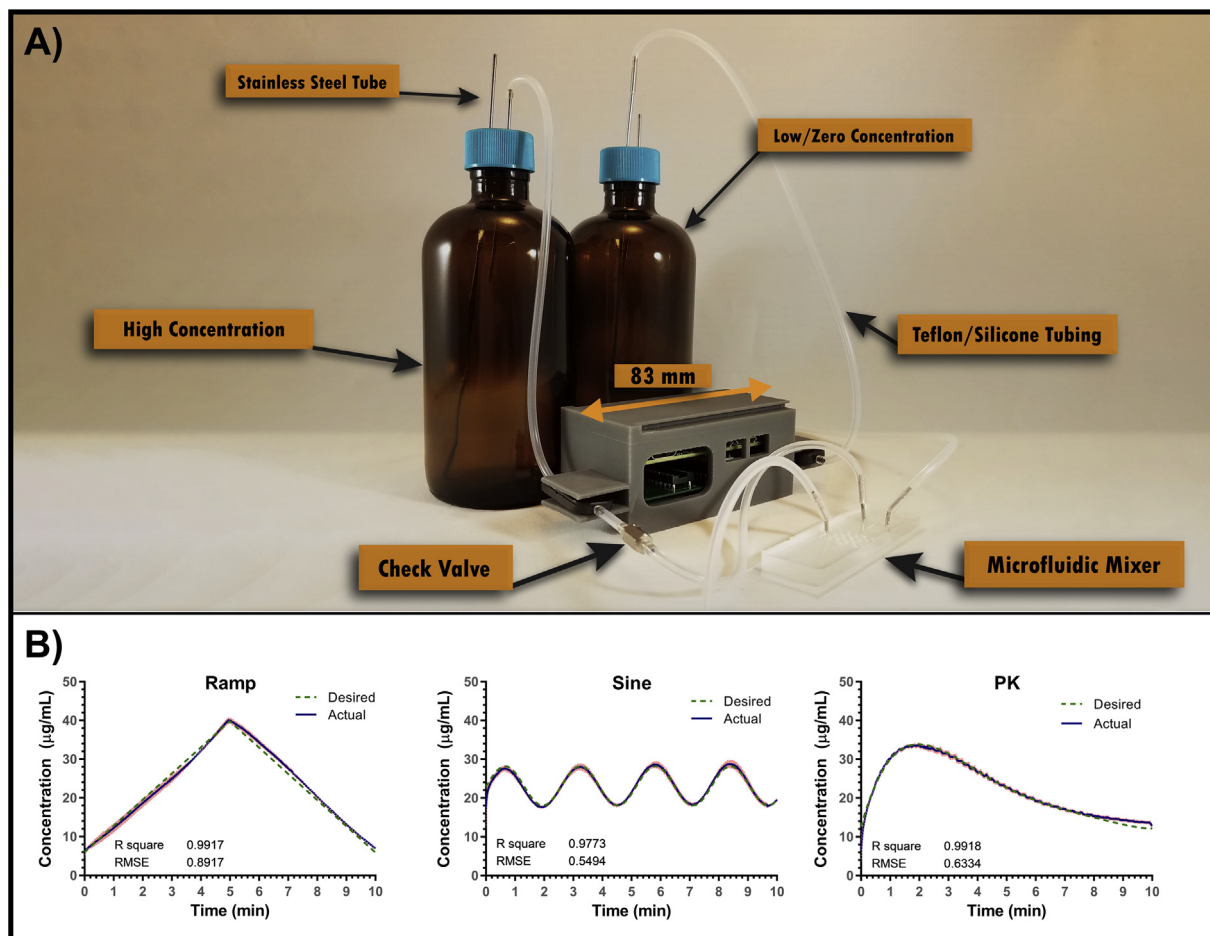 A)
Stainless Steel Tube
Low/Zero Concentration
High Concentration
Teflon/Silicone Tubing
83 mm
Check Valve
Microfluidic Mixer
B)
Ramp
Desired
Actual
Concentration (µg/mL)
50
40
30
20
10
0
R square 0.9917
RMSE 0.8917
0 1 2 3 4 5 6 7 8 9 10
Time (min)
Sine
Desired
Actual
Concentration (µg/mL)
50
40
30
20
10
0
R square 0.9773
RMSE 0.5494
0 1 2 3 4 5 6 7 8 9 10
Time (min)
PK
Desired
Actual
Concentration (µg/mL)
50
40
30
20
10
0
R square 0.9918
RMSE 0.6334
0 1 2 3 4 5 6 7 8 9 10
Time (min)